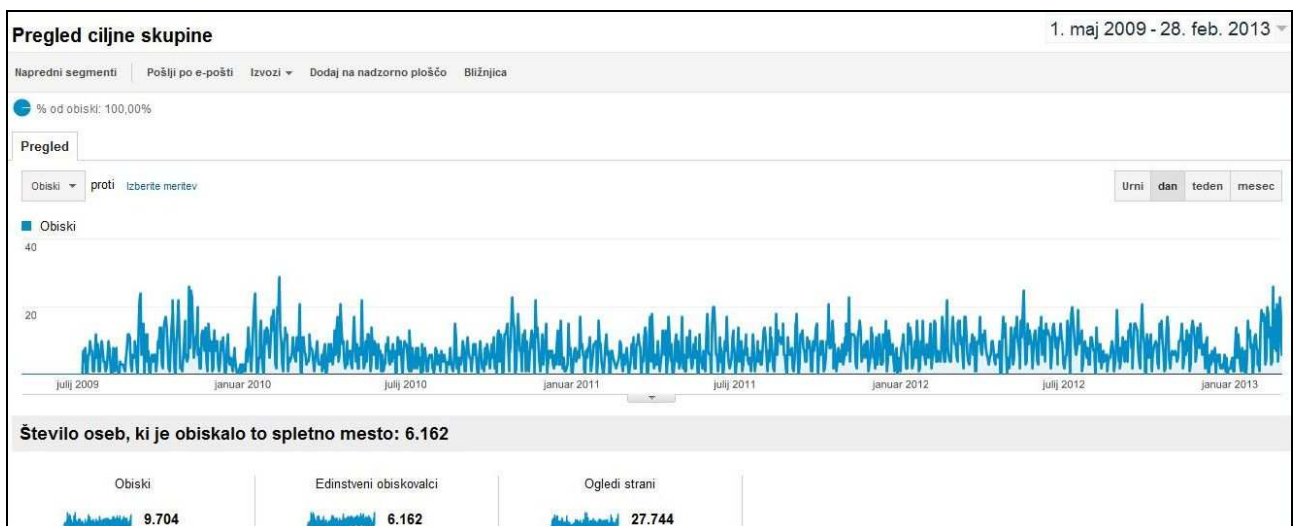 Pregled ciljne skupine
1. maj 2009 - 28. feb. 2013
Napredni segmenti Pošlji po e-pošti Izvozi Dodaj na nadzorno ploščo Bližnjica
% od obiski: 100,00%
Pregled
Obiski proti Izberite meritev
Urni dan teden mesec
Obiski
40
20
julij 2009 januar 2010 julij 2010 januar 2011 julij 2011 januar 2012 julij 2012 januar 2013
Število oseb, ki je obiskalo to spletno mesto: 6.162
Obiski Edinstveni obiskovalci Ogledi strani
9.704 6.162 27.744